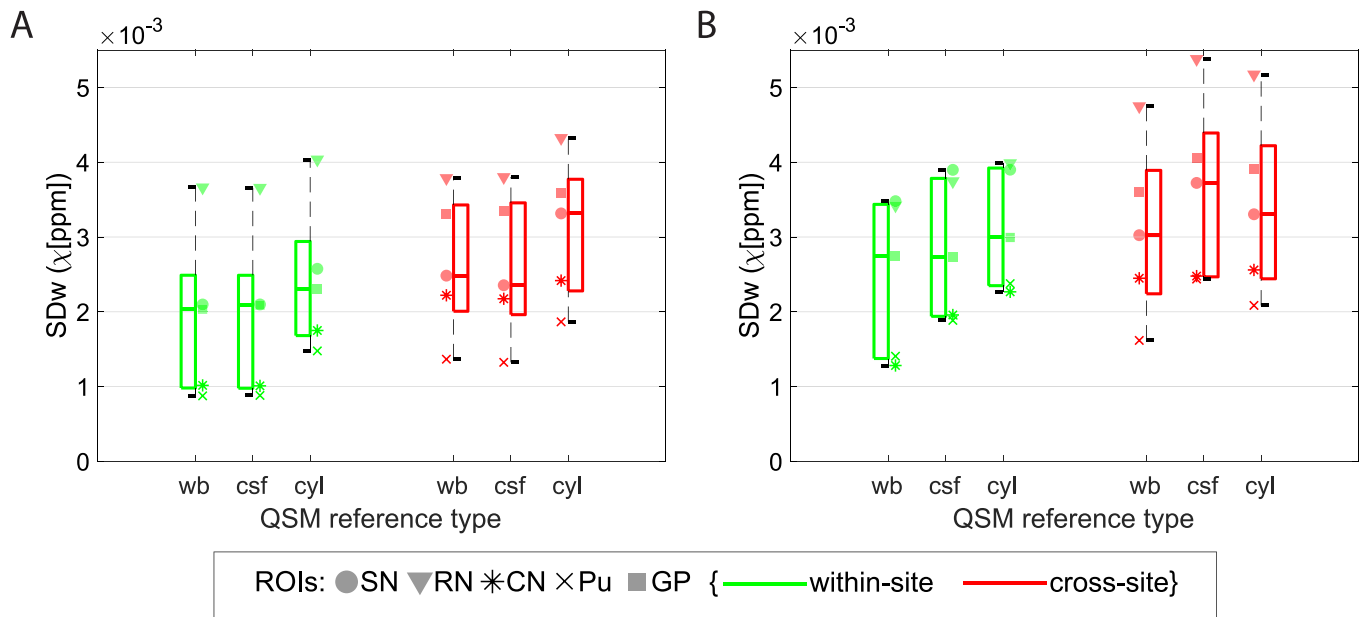 A
×10⁻³
5
4
3
2
1
0
SDw (χ[ppm])
wb csf cyl wb csf cyl
QSM reference type
B
×10⁻³
5
4
3
2
1
0
SDw (χ[ppm])
wb csf cyl wb csf cyl
QSM reference type
ROIs: SN RN CN Pu GP { within-site cross-site}